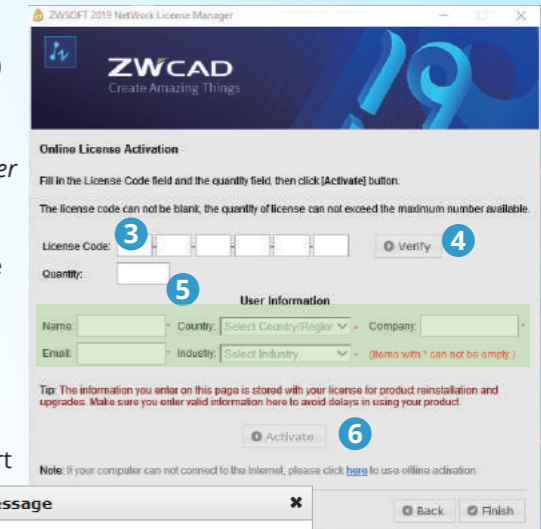 ZWSOFT 2019 NetWork License Manager
)
ZWCAD
Create Amazing Things
19
Online License Activation
er
Fill in the License Code field and the quantity field, then click [Activate] button.
The license code can not be blank, the quantity of license can not exceed the maximum number available.
License Code: 3 - - - - - Verify 4
e
Quantity: 5
User Information
Name: * Country: Select Country/Region * Company: *
Email: * Industry: Select Industry * (Items with * can not be empty.)
Tip: The information you enter on this page is stored with your license for product reinstallation and
upgrades. Make sure you enter valid information here to avoid delays in using your product.
Activate 6
rt
Note: If your computer can not connect to the Internet, please click here to use offline activation.
essage
Back Finish